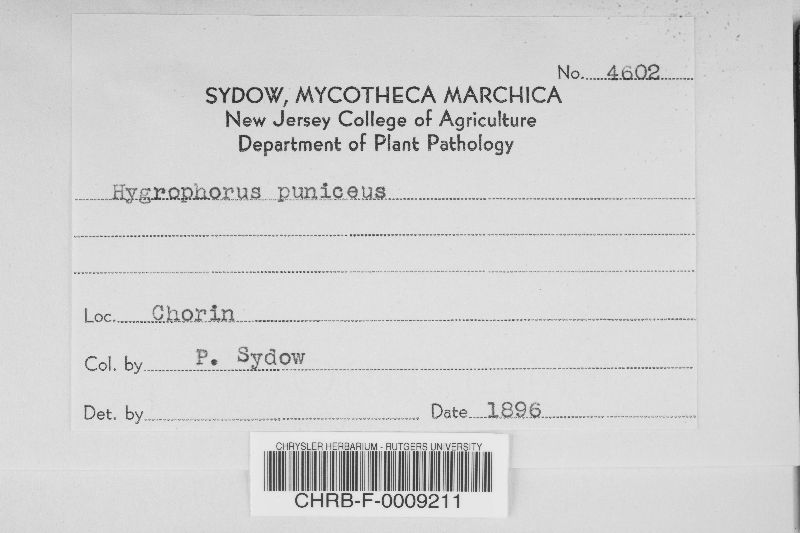 No. 4602
SYDOW, MYCOTHECA MARCHICA
New Jersey College of Agriculture
Department of Plant Pathology
Hygrophorus puniceus
Loc. Chorin
Col. by P. Sydow
Det. by Date 1896
CHRYSLER HERBARIUM - RUTGERS UNIVERSITY
CHRB-F-0009211